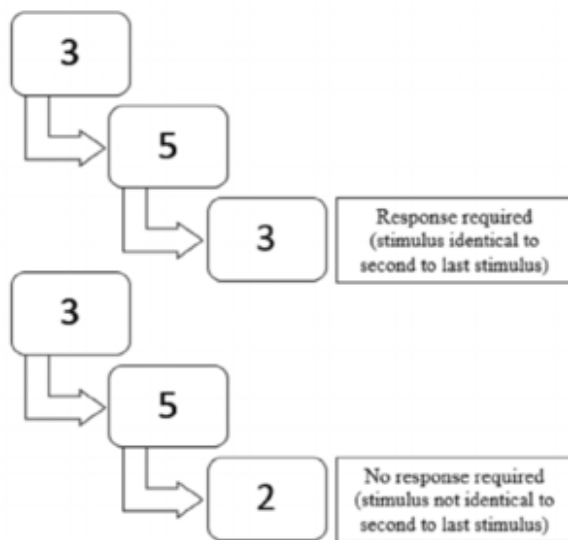 3
5
3
Response required
(stimulus identical to
second to last stimulus)
3
5
2
No response required
(stimulus not identical to
second to last stimulus)